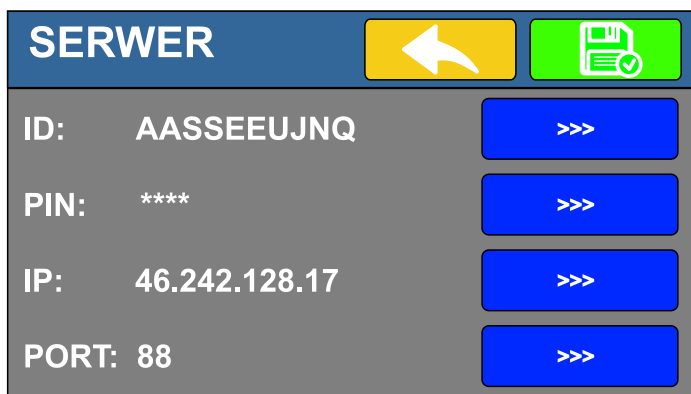 SERWER
ID: AASSEEUJNQ >>>
PIN: **** >>>
IP: 46.242.128.17 >>>
PORT: 88 >>>